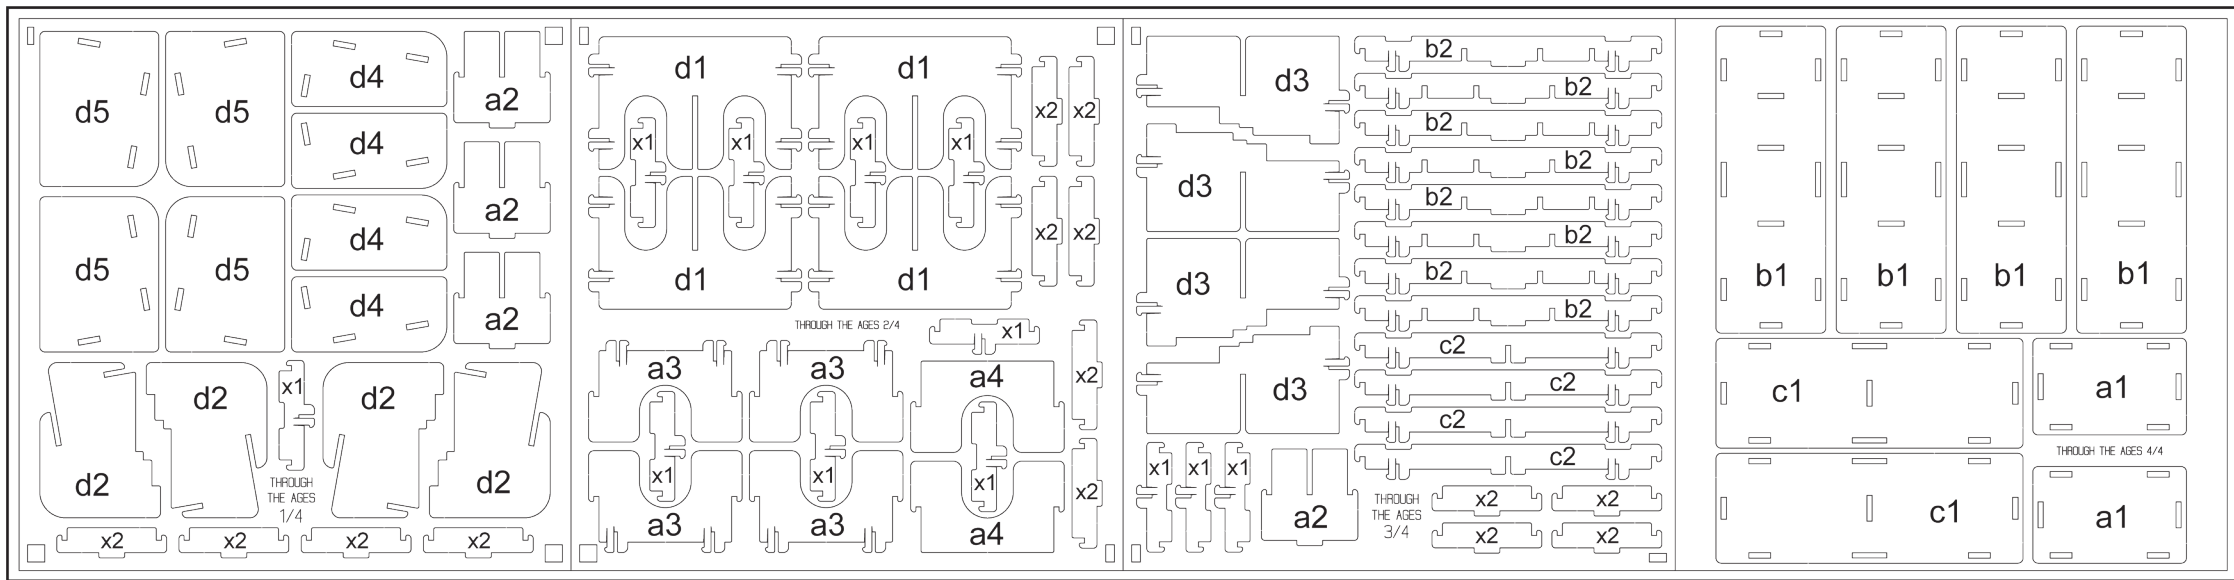 d5
d5
d4
a2
d4
d5
d5
d4
a2
d4
a2
d2
d2
x1
d2
d2
THROUGH
THE AGES
1/4
x2
x2
x2
x2
d1
d1
x2
x2
x1
x1
x1
x1
x2
x2
d1
d1
THROUGH THE AGES 2/4
x1
a3
a3
a4
x2
x1
x1
x1
x2
a3
a3
a4
d3
b2
b2
b2
d3
b2
b2
b2
d3
b2
b2
c2
d3
c2
c2
c2
x1
x1
x1
a2
THROUGH
THE AGES
3/4
x2
x2
x2
x2
b1
b1
b1
b1
c1
a1
THROUGH THE AGES 4/4
c1
a1